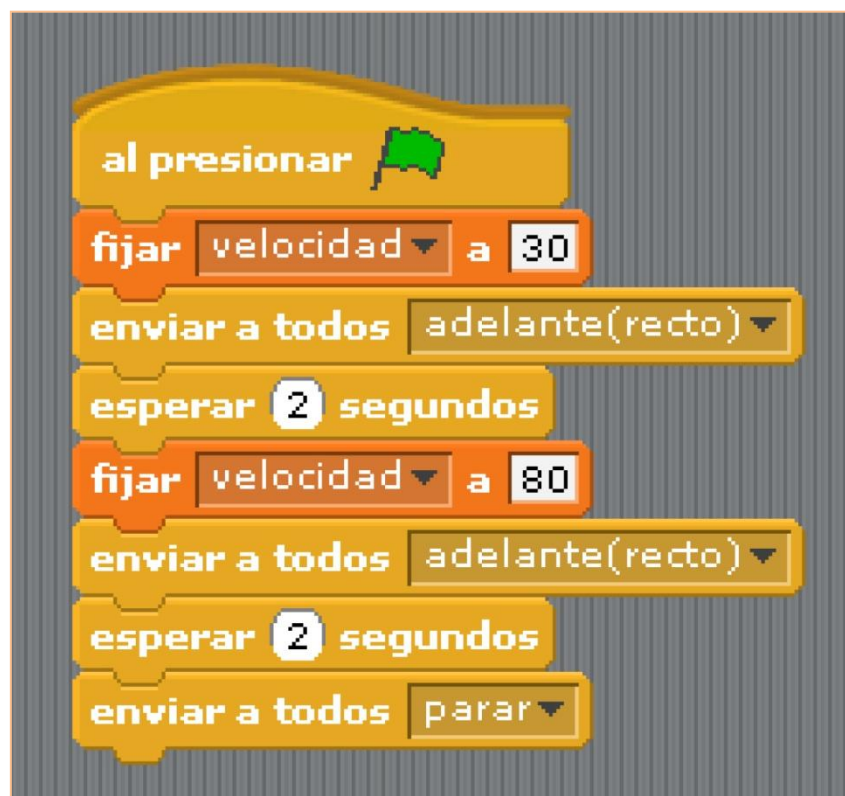 al presionar
fijar velocidad a 30
enviar a todos adelante(recto)
esperar 2 segundos
fijar velocidad a 80
enviar a todos adelante(recto)
esperar 2 segundos
enviar a todos parar